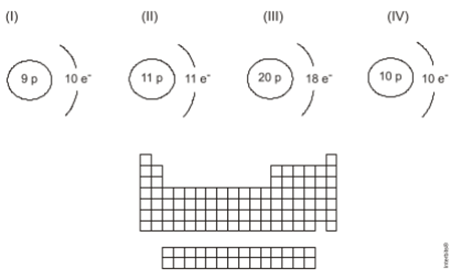 (I) (II) (III) (IV)
9 p 10 e⁻ 11 p 11 e⁻ 20 p 18 e⁻ 10 p 10 e⁻